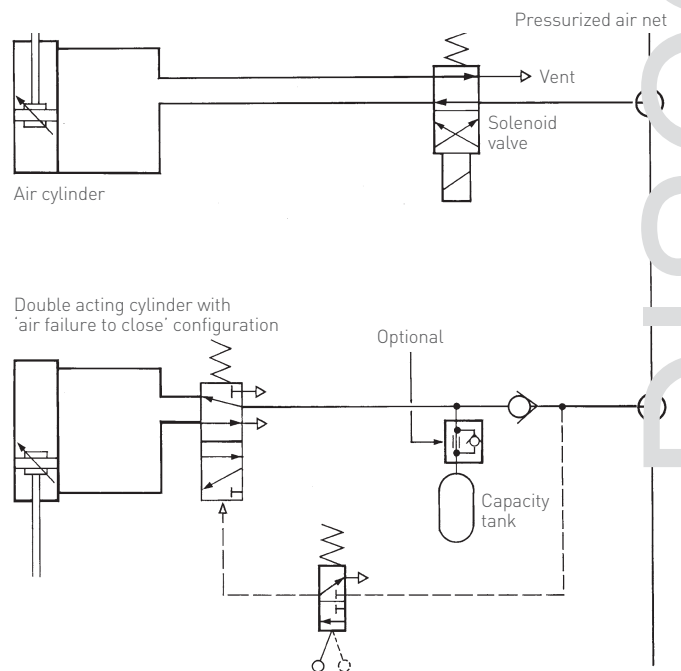 Pressurized air net
Vent
Solenoid
valve
Air cylinder
Double acting cylinder with
‘air failure to close’ configuration
Optional
Capacity
tank